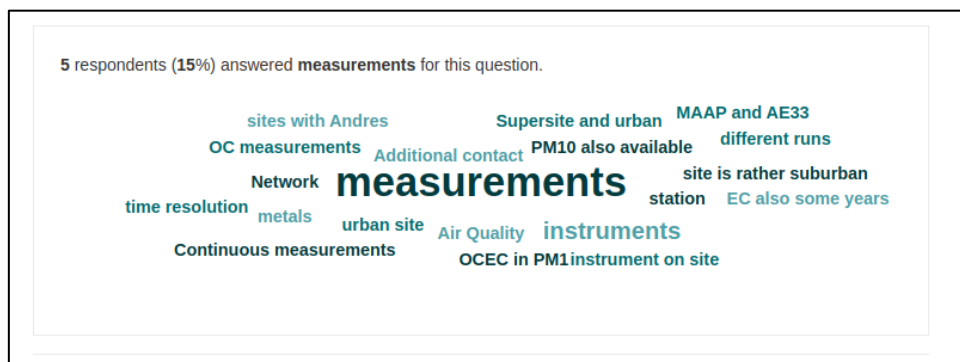 5 respondents (15%) answered measurements for this question.
MAAP and AE33
sites with Andres
Supersite and urban
different runs
OC measurements
PM10 also available
Additional contact
site is rather suburban
Network
measurements
station
EC also some years
time resolution
metals
urban site
Air Quality
instruments
Continuous measurements
OCEC in PM1
instrument on site